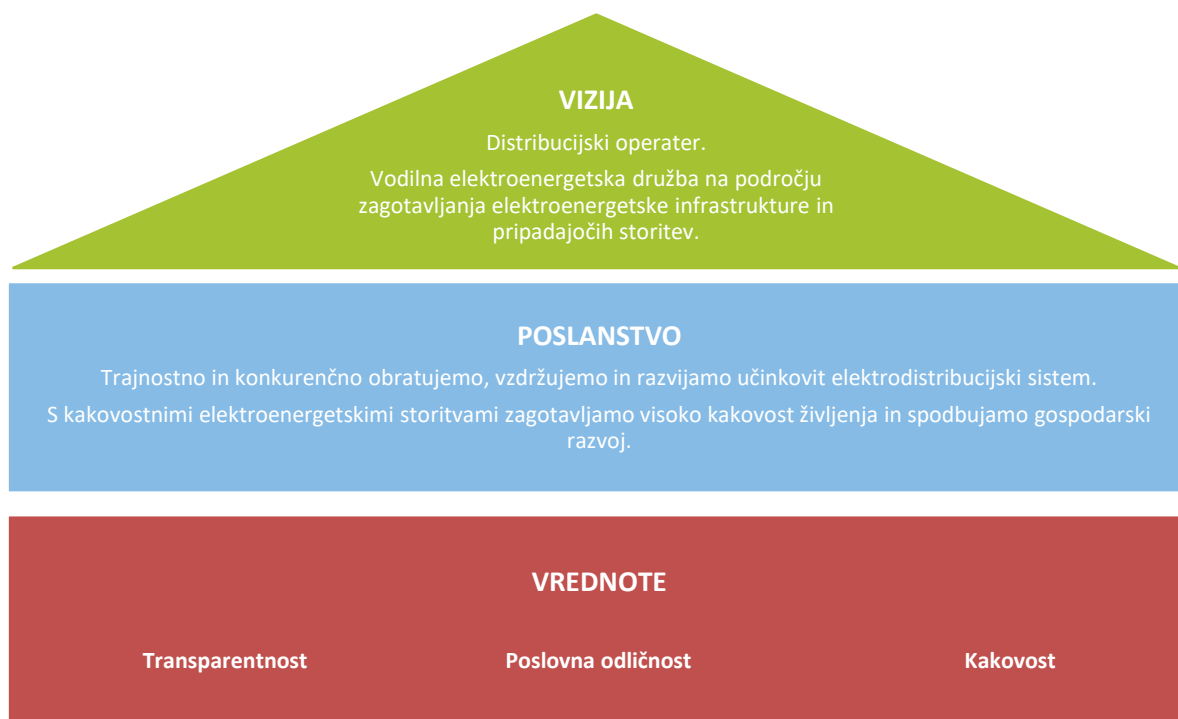 VIZIJA
Distribucijski operater.
Vodilna elektroenergetska družba na področju
zagotavljanja elektroenergetske infrastrukture in
pripadajočih storitev.
POSLANSTVO
Trajnostno in konkurenčno obratujemo, vzdržujemo in razvijamo učinkovit elektrodistribucijski sistem.
S kakovostnimi elektroenergetskimi storitvami zagotavljamo visoko kakovost življenja in spodbujamo gospodarski
razvoj.
VREDNOTE
Transparentnost Poslovna odličnost Kakovost